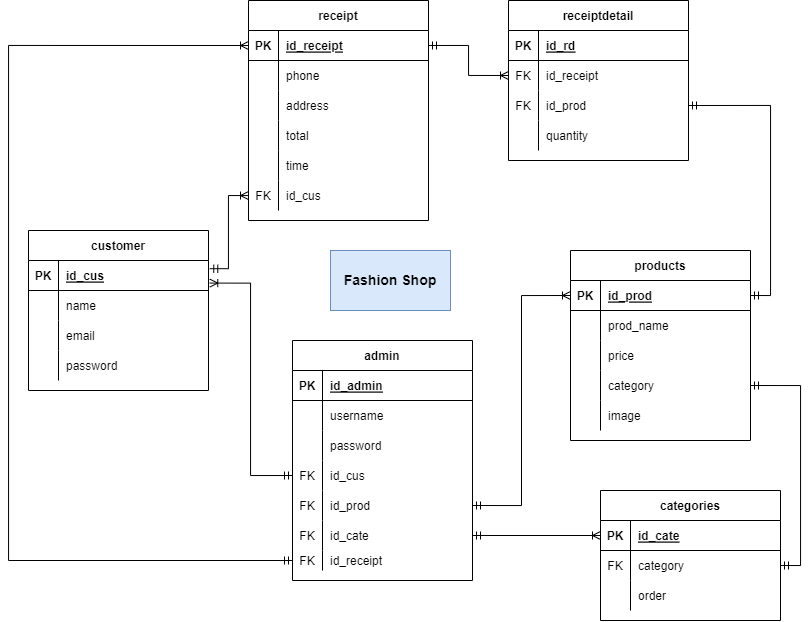 receipt
PK id_receipt
phone
address
total
time
FK id_cus
receiptdetail
PK id_rd
FK id_receipt
FK id_prod
quantity
customer
PK id_cus
name
email
password
Fashion Shop
products
PK id_prod
prod_name
price
category
image
admin
PK id_admin
username
password
FK id_cus
FK id_prod
FK id_cate
FK id_receipt
categories
PK id_cate
FK category
order